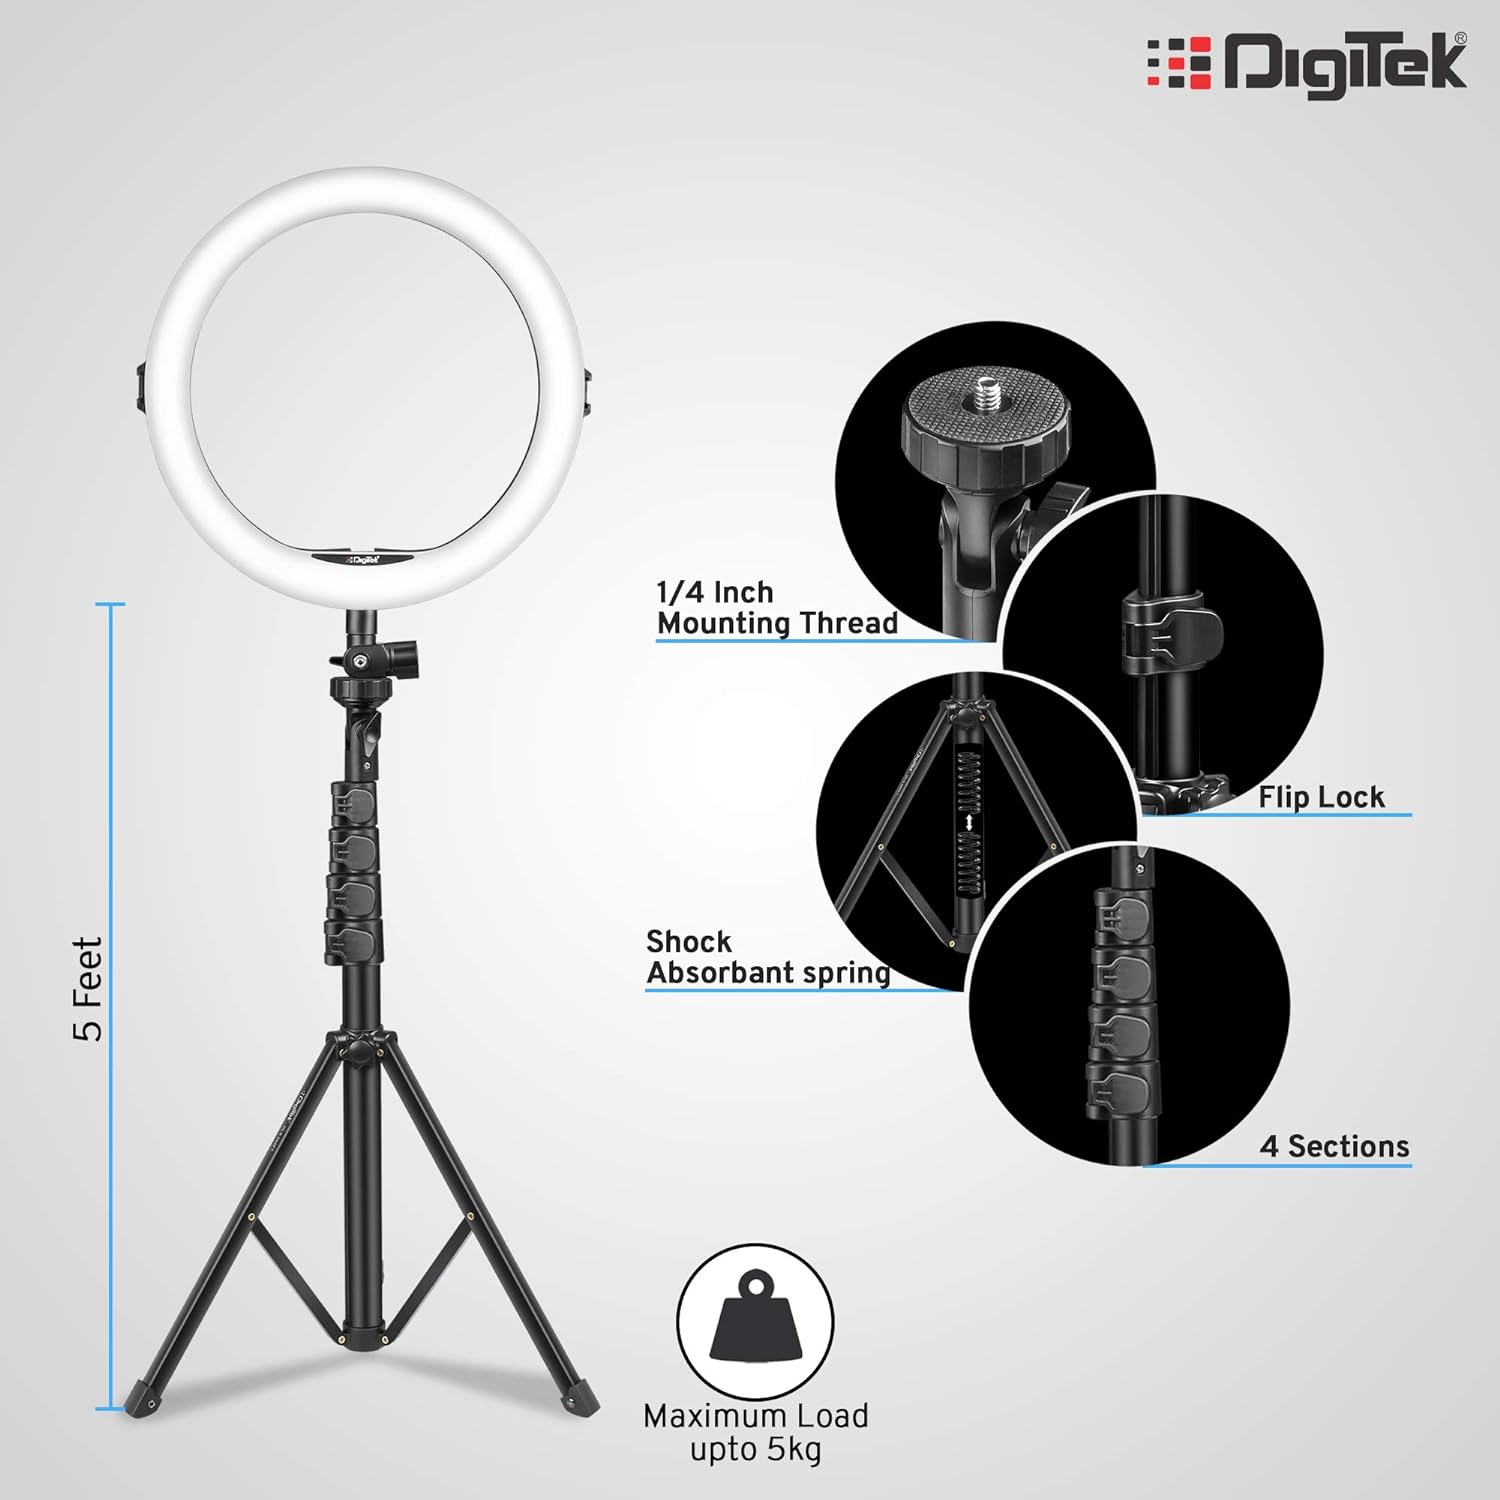 DigiTek®
DigiTek
1/4 Inch
Mounting Thread
Flip Lock
Shock
Absorbant spring
4 Sections
5 Feet
Maximum Load
upto 5kg